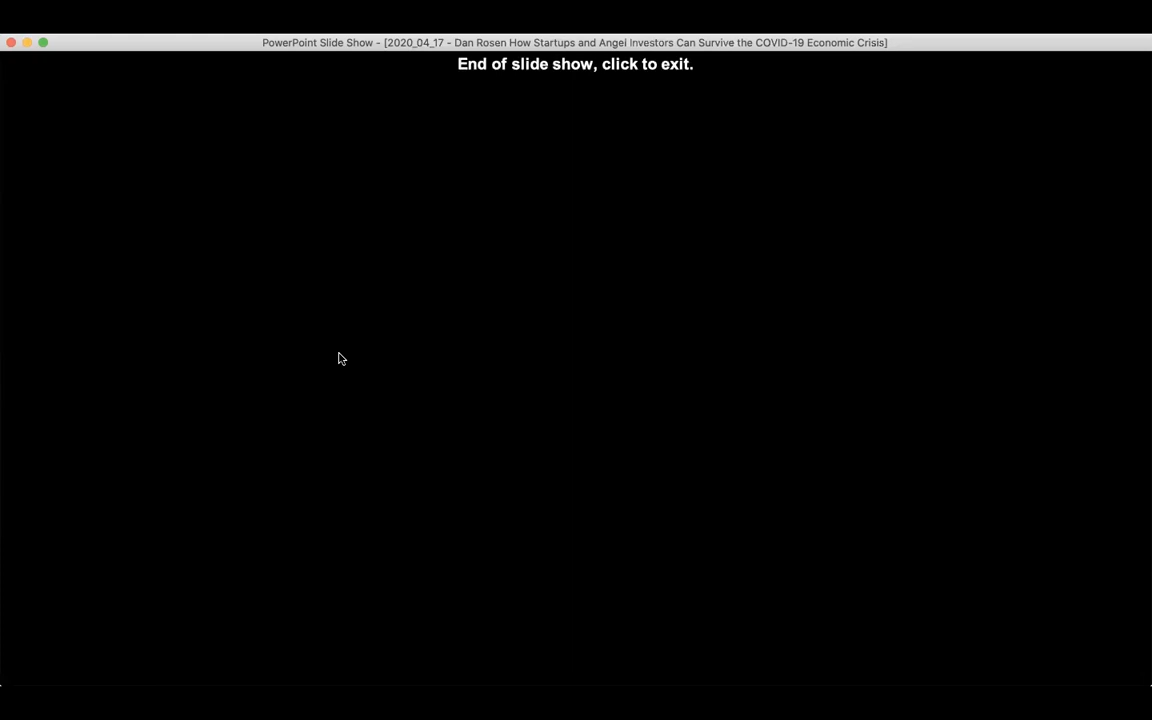 PowerPoint Slide Show - [2020_04_17 - Dan Rosen How Startups and Angel Investors Can Survive the COVID-19 Economic Crisis]
End of slide show, click to exit.